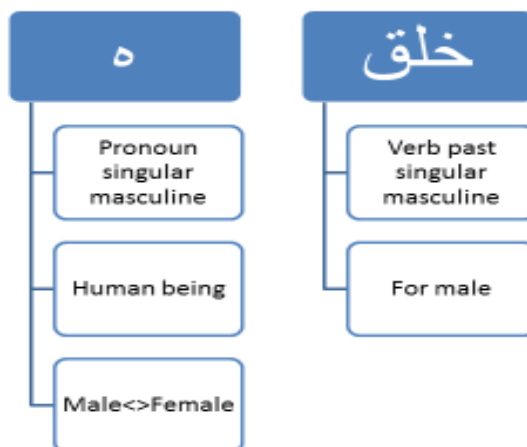 ه
Pronoun
singular
masculine
Human being
Male<>Female
خلق
Verb past
singular
masculine
For male